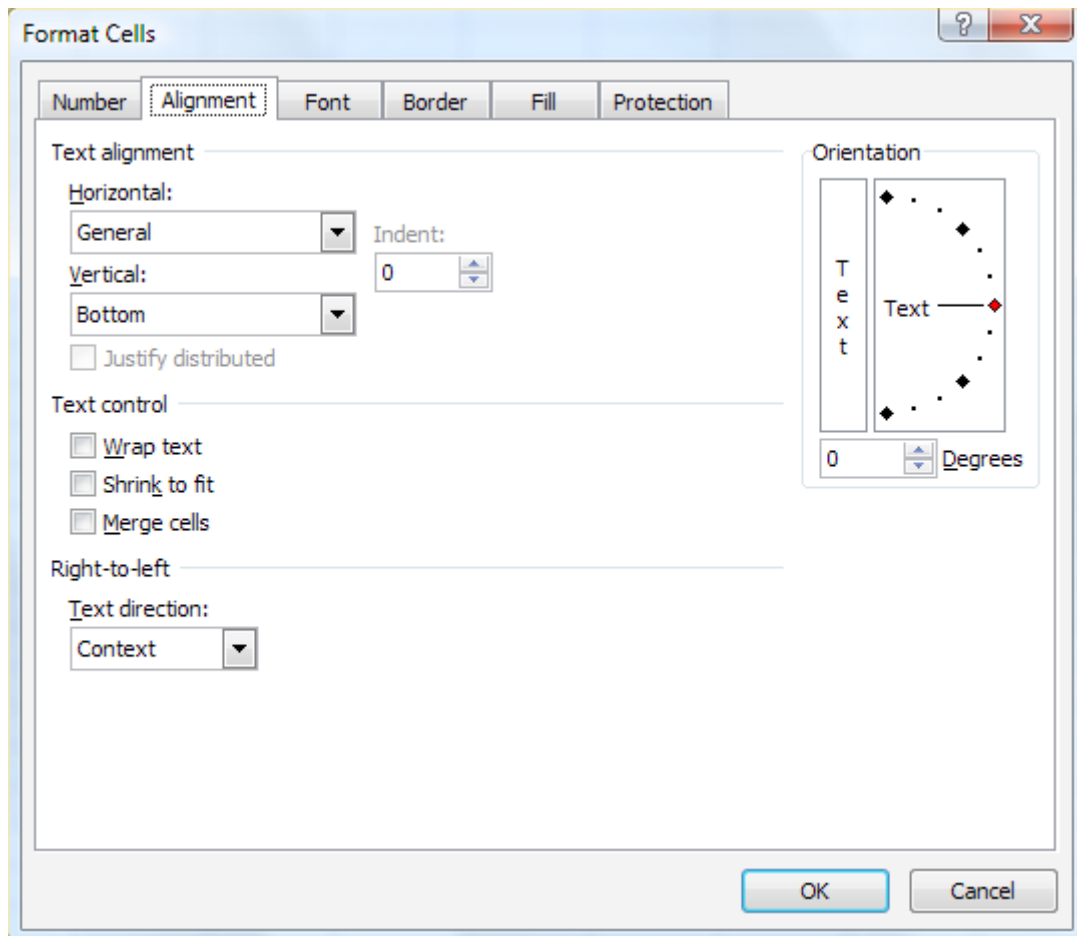 Format Cells
Number Alignment Font Border Fill Protection
Text alignment
Horizontal:
General
Indent:
0
Vertical:
Bottom
Justify distributed
Text control
Wrap text
Shrink to fit
Merge cells
Right-to-left
Text direction:
Context
Orientation
T
e
x
t
Text
0 Degrees
OK Cancel